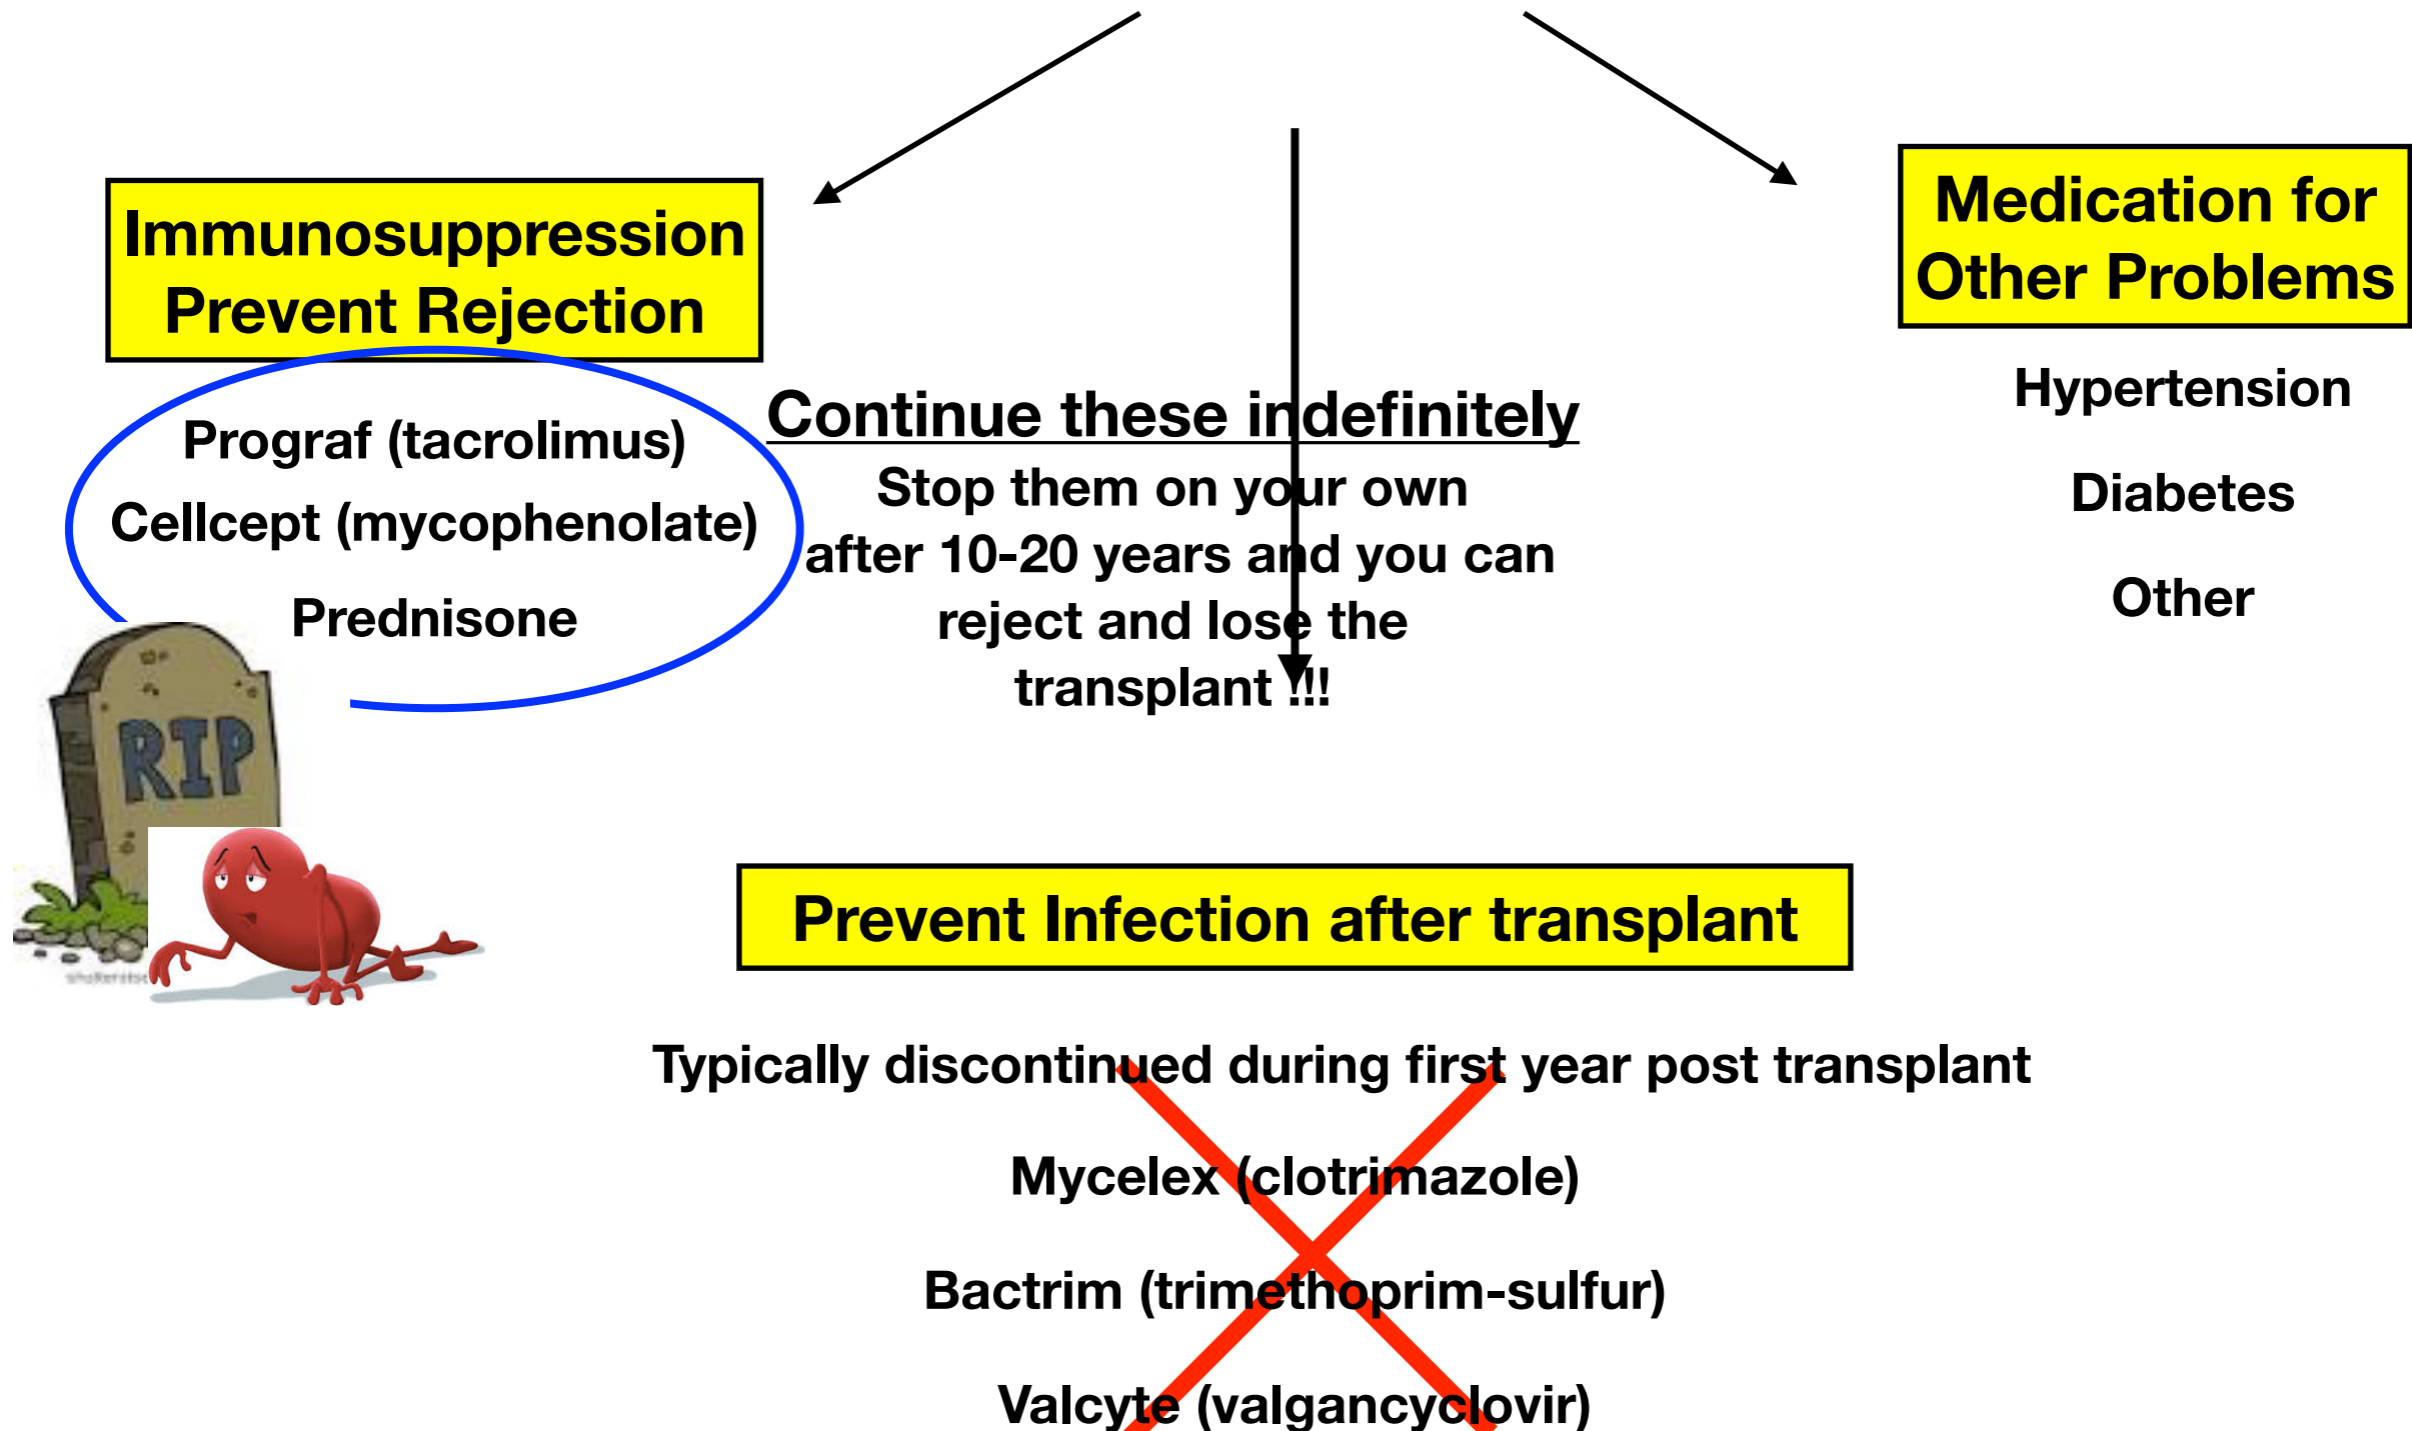 Immunosuppression
Prevent Rejection
Prograf (tacrolimus)
Cellcept (mycophenolate)
Prednisone
Continue these indefinitely
Stop them on your own
after 10-20 years and you can
reject and lose the
transplant !!!
Medication for
Other Problems
Hypertension
Diabetes
Other
RIP
Prevent Infection after transplant
Typically discontinued during first year post transplant
Mycelex (clotrimazole)
Bactrim (trimethoprim-sulfur)
Valcyte (valgancyclovir)